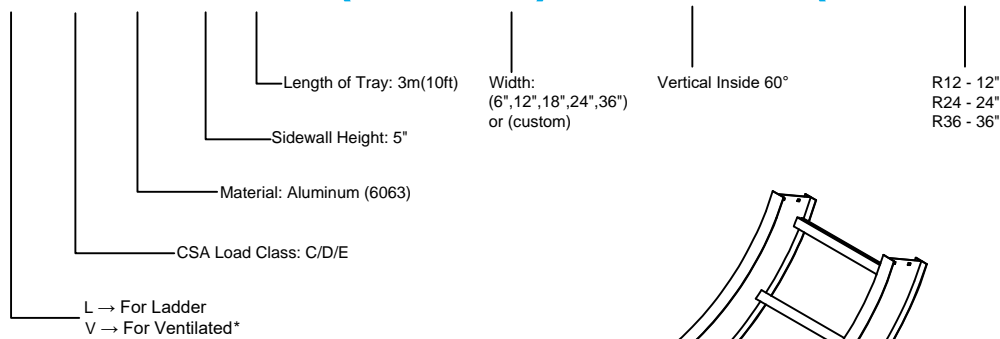 Length of Tray: 3m(10ft)
Width:
(6",12",18",24",36")
or (custom)
Vertical Inside 60°
R12 - 12"
R24 - 24"
R36 - 36"
Sidewall Height: 5"
Material: Aluminum (6063)
CSA Load Class: C/D/E
L → For Ladder
V → For Ventilated*